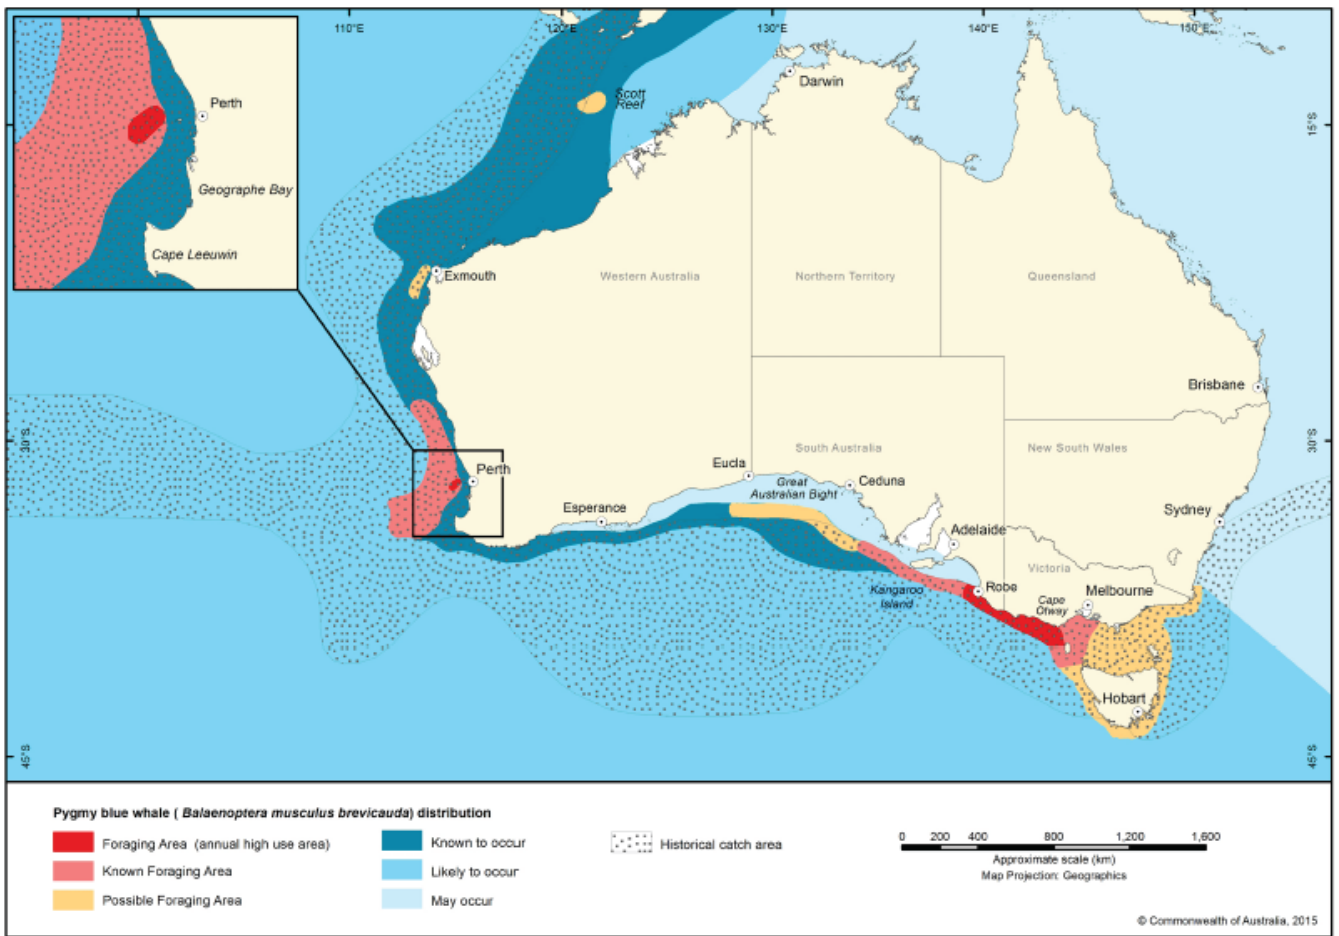 110°E
120°E
130°E
140°E
150°E
Perth
Geographe Bay
Cape Leeuwin
Scott
Reef
Darwin
15°S
Exmouth
Western Australia
Northern Territory
Queensland
Brisbane
30°S
30°S
South Australia
New South Wales
Perth
Eucla
Great
Australian Bight
Ceduna
Esperance
Sydney
Adelaide
Victoria
Kangaroo
Island
Robe
Cape
Otway
Melbourne
Hobart
45°S
45°S
Pygmy blue whale ( Balaenoptera musculus brevicauda) distribution
Foraging Area (annual high use area)
Known Foraging Area
Possible Foraging Area
Known to occur
Likely to occur
May occur
Historical catch area
0 200 400 800 1,200 1,600
Approximate scale (km)
Map Projection: Geographics
© Commonwealth of Australia, 2015